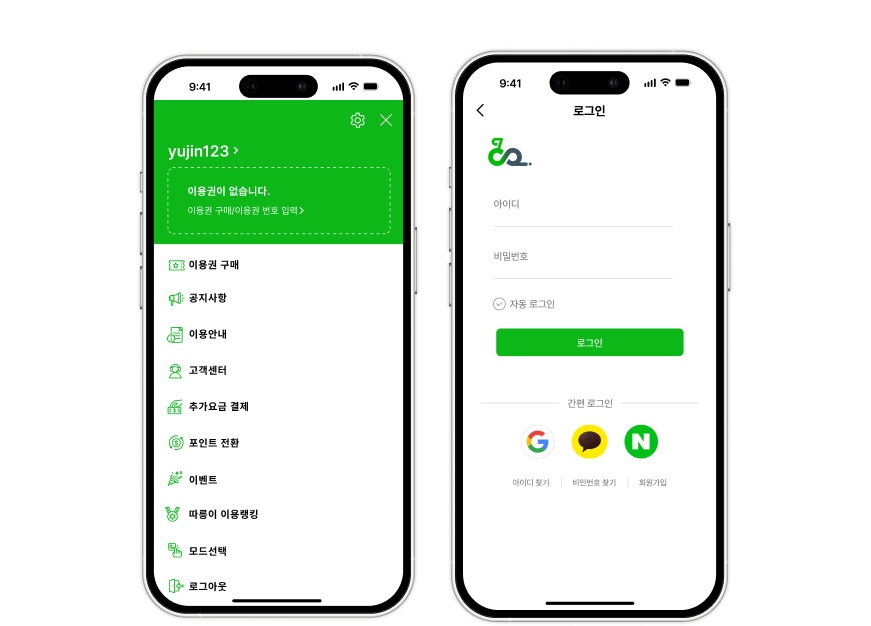 9:41
yujin123
이용권이 없습니다.
이용권 구매/이용권 번호 입력
이용권 구매
공지사항
이용안내
고객센터
추가요금 결제
포인트 전환
이벤트
따릉이 이용랭킹
모드선택
로그아웃
9:41
로그인
아이디
비밀번호
자동 로그인
로그인
간편 로그인
아이디 찾기
비민번호 찾기
회원가입